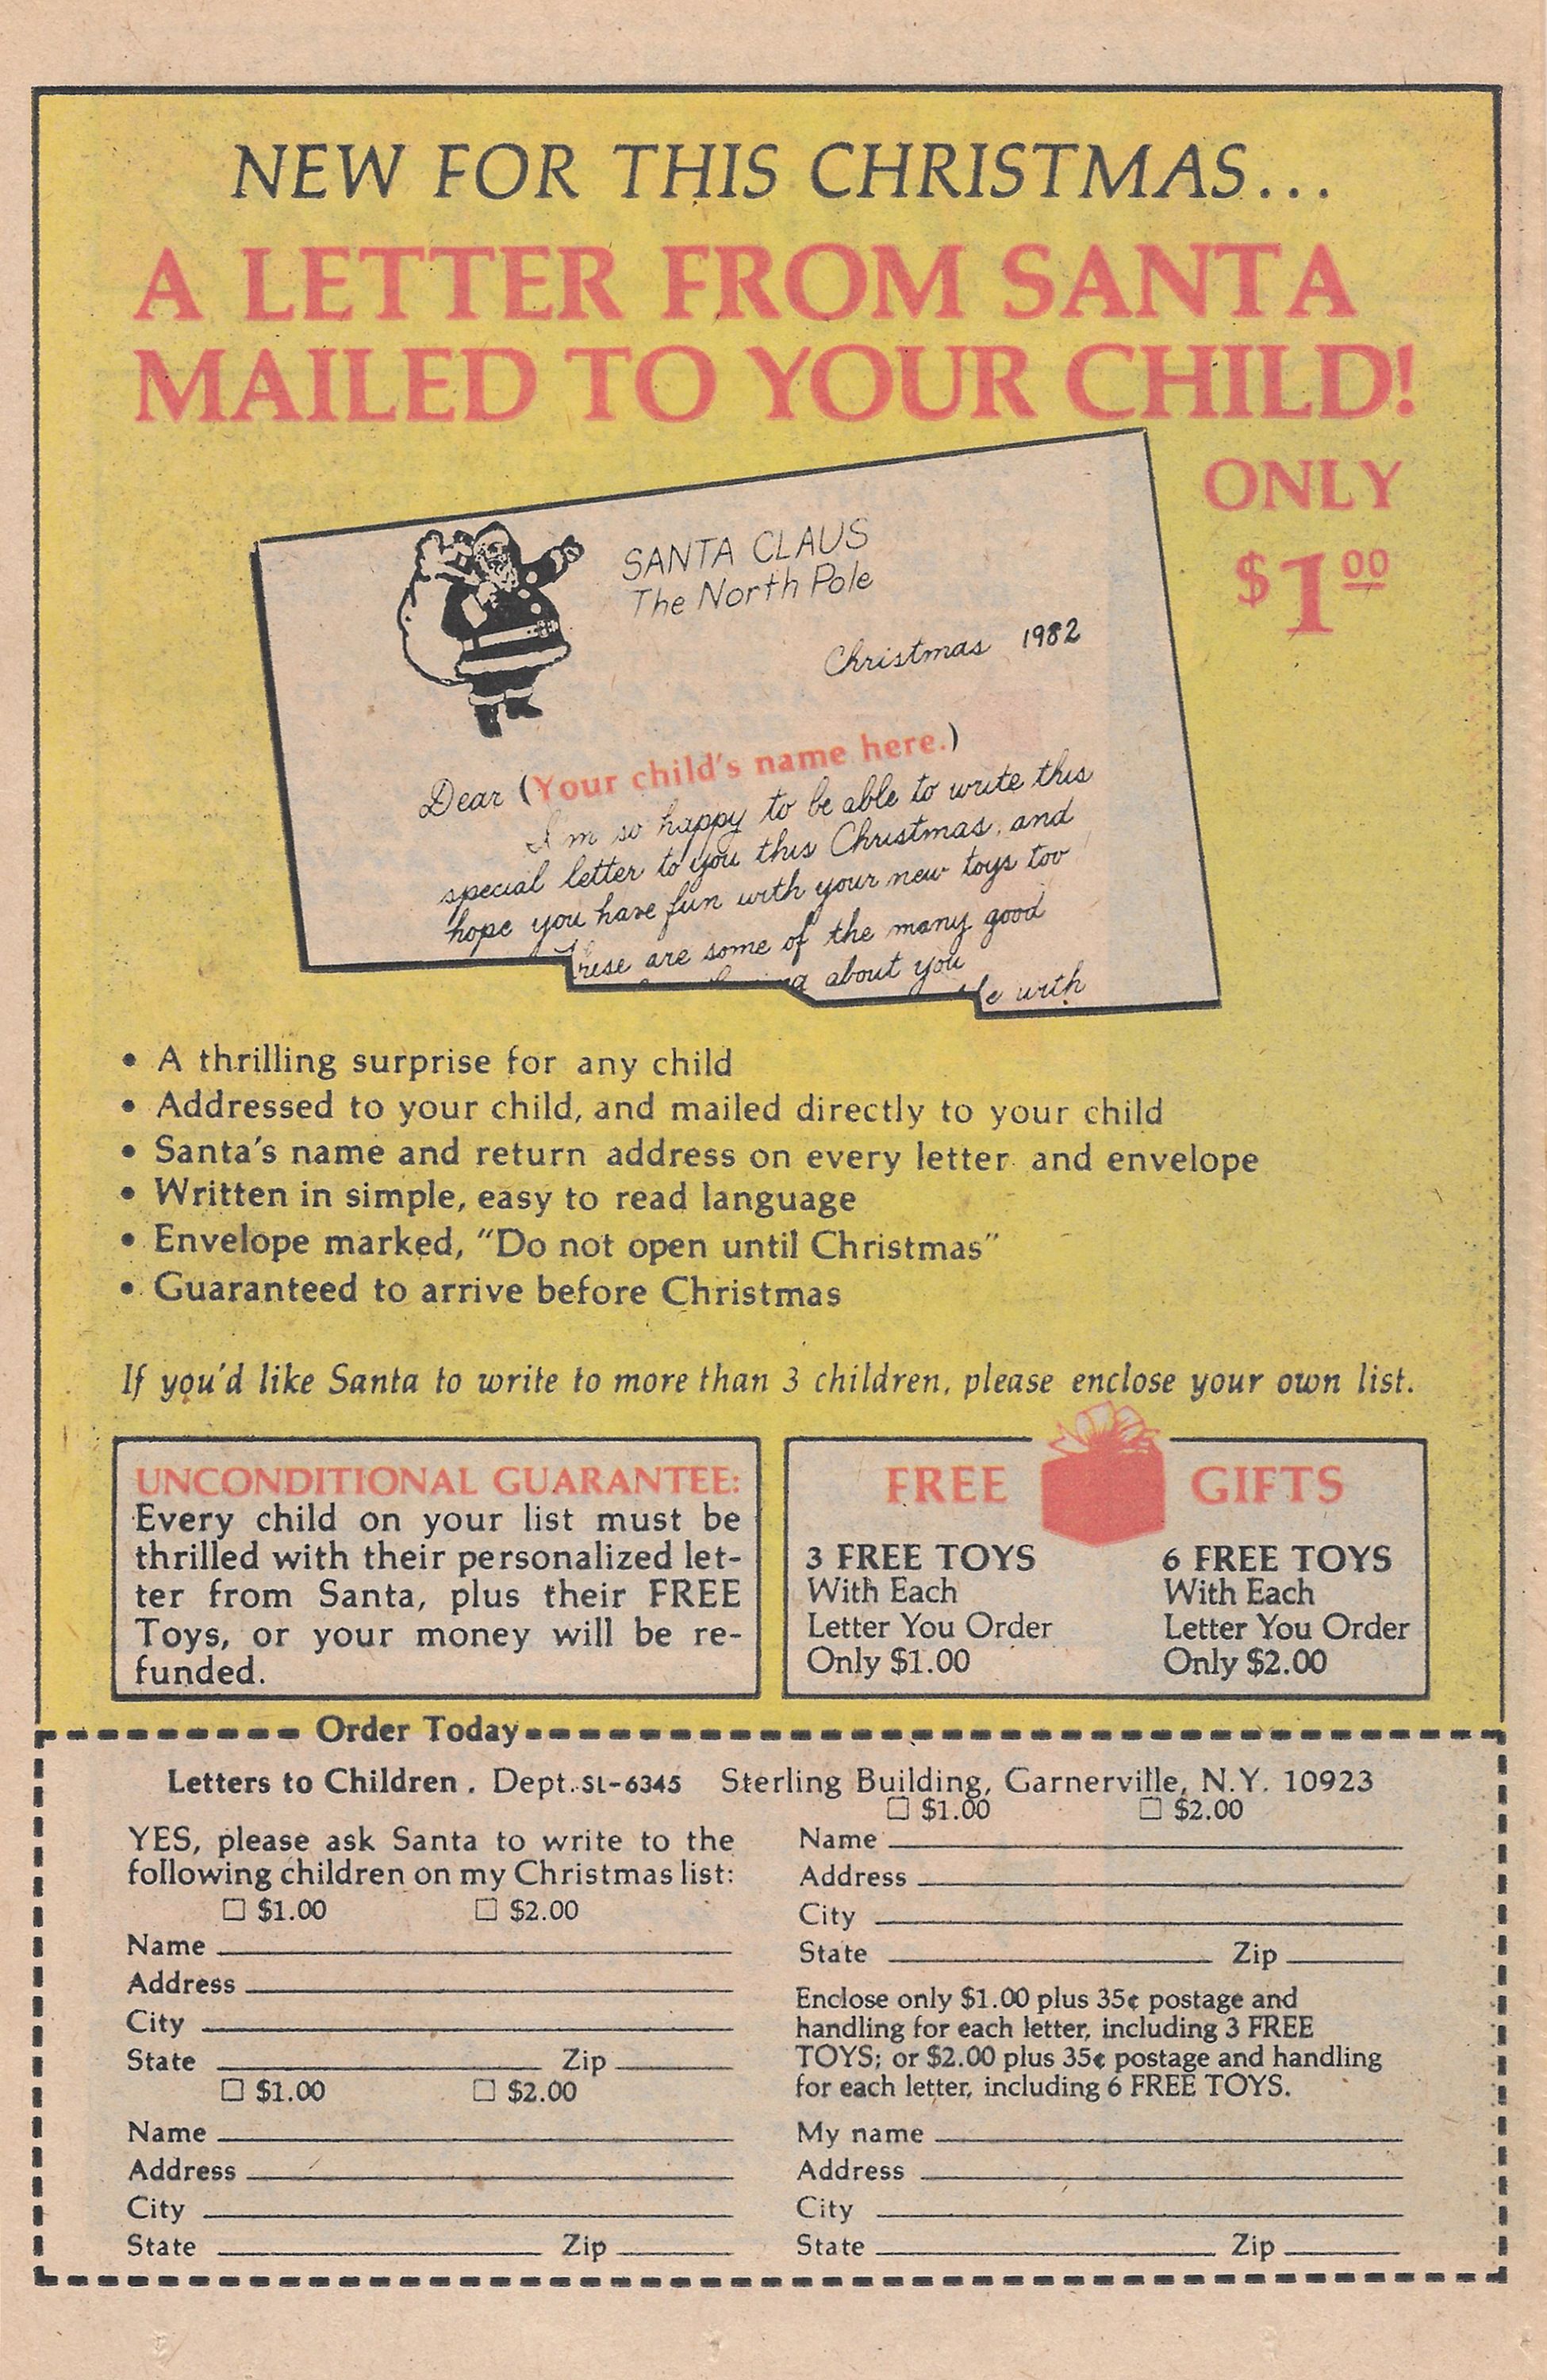 NEW FOR THIS CHRISTMAS...
A LETTER FROM SANTA
MAILED TO YOUR CHILD!
ONLY
$1.00
SANTA CLAUS
The North Pole
Christmas 1982
Dear (Your child's name here.)
I'm so happy to be able to write this
special letter to you this Christmas, and
hope you have fun with your new toys too
These are some of the many good
about you
with
• A thrilling surprise for any child
• Addressed to your child, and mailed directly to your child
• Santa's name and return address on every letter and envelope
• Written in simple, easy to read language
• Envelope marked, "Do not open until Christmas"
• Guaranteed to arrive before Christmas
If you'd like Santa to write to more than 3 children, please enclose your own list.
UNCONDITIONAL GUARANTEE:
Every child on your list must be
thrilled with their personalized let-
ter from Santa, plus their FREE
Toys, or your money will be re-
funded.
FREE GIFTS
3 FREE TOYS
With Each
Letter You Order
Only $1.00
6 FREE TOYS
With Each
Letter You Order
Only $2.00
Order Today
Letters to Children, Dept. SL-6345 Sterling Building, Garnerville, N.Y. 10923
YES, please ask Santa to write to the
following children on my Christmas list:
$1.00 $2.00
Name
Address
City
State Zip
$1.00 $2.00
Name
Address
City
State Zip
$1.00 $2.00
Name
Address
City
State Zip
Enclose only $1.00 plus 35¢ postage and
handling for each letter, including 3 FREE
TOYS; or $2.00 plus 35¢ postage and handling
for each letter, including 6 FREE TOYS.
My name
Address
City
State Zip